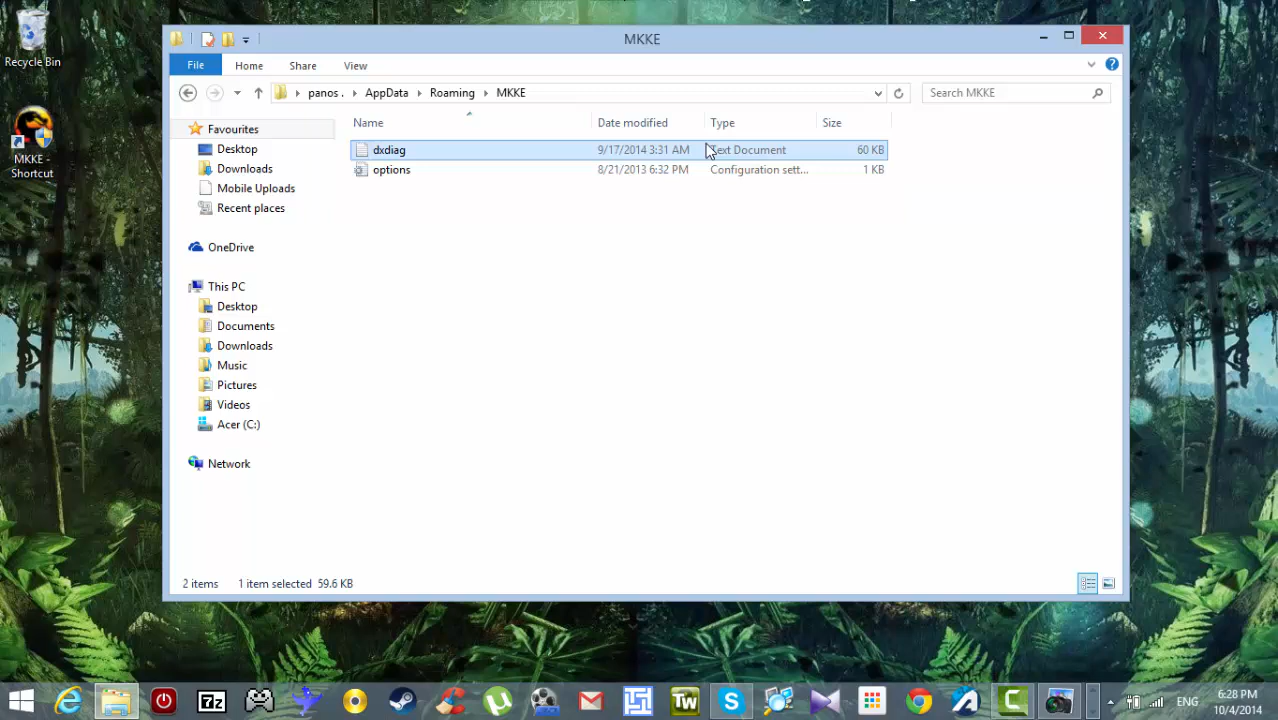 Recycle Bin
MKKE -
Shortcut
MKKE
File Home Share View
panos . AppData Roaming MKKE
Search MKKE
Name Date modified Type Size
dxdiag 9/17/2014 3:31 AM Text Document 60 KB
options 8/21/2013 6:32 PM Configuration sett... 1 KB
Favourites
Desktop
Downloads
Mobile Uploads
Recent places
OneDrive
This PC
Desktop
Documents
Downloads
Music
Pictures
Videos
Acer (C:)
Network
2 items 1 item selected 59.6 KB
7z
Tw
ENG
6:28 PM
10/4/2014